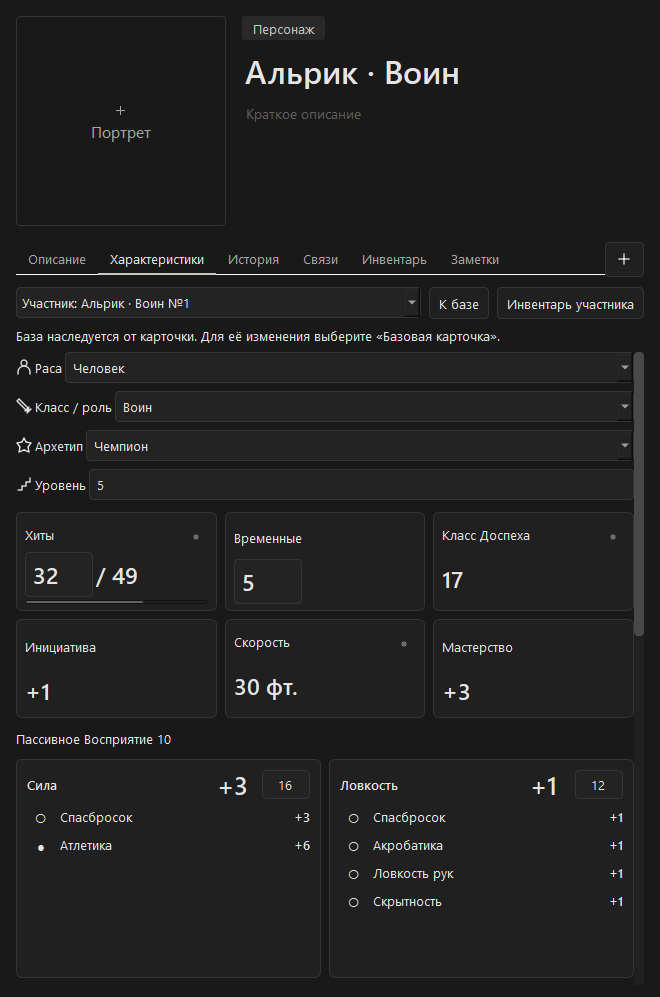 Персонаж
Альрик · Воин
Краткое описание
+
Портрет
Описание Характеристики История Связи Инвентарь Заметки +
Участник: Альрик · Воин №1 К базе Инвентарь участника
База наследуется от карточки. Для её изменения выберите «Базовая карточка».
Раса Человек
Класс / роль Воин
Архетип Чемпион
Уровень 5
Хиты Временные Класс Доспеха
32 / 49 5 17
Инициатива Скорость Мастерство
+1 30 фт. +3
Пассивное Восприятие 10
Сила +3 16 Ловкость +1 12
Спасбросок +3 Спасбросок +1
Атлетика +6 Акробатика +1
Ловкость рук +1
Скрытность +1